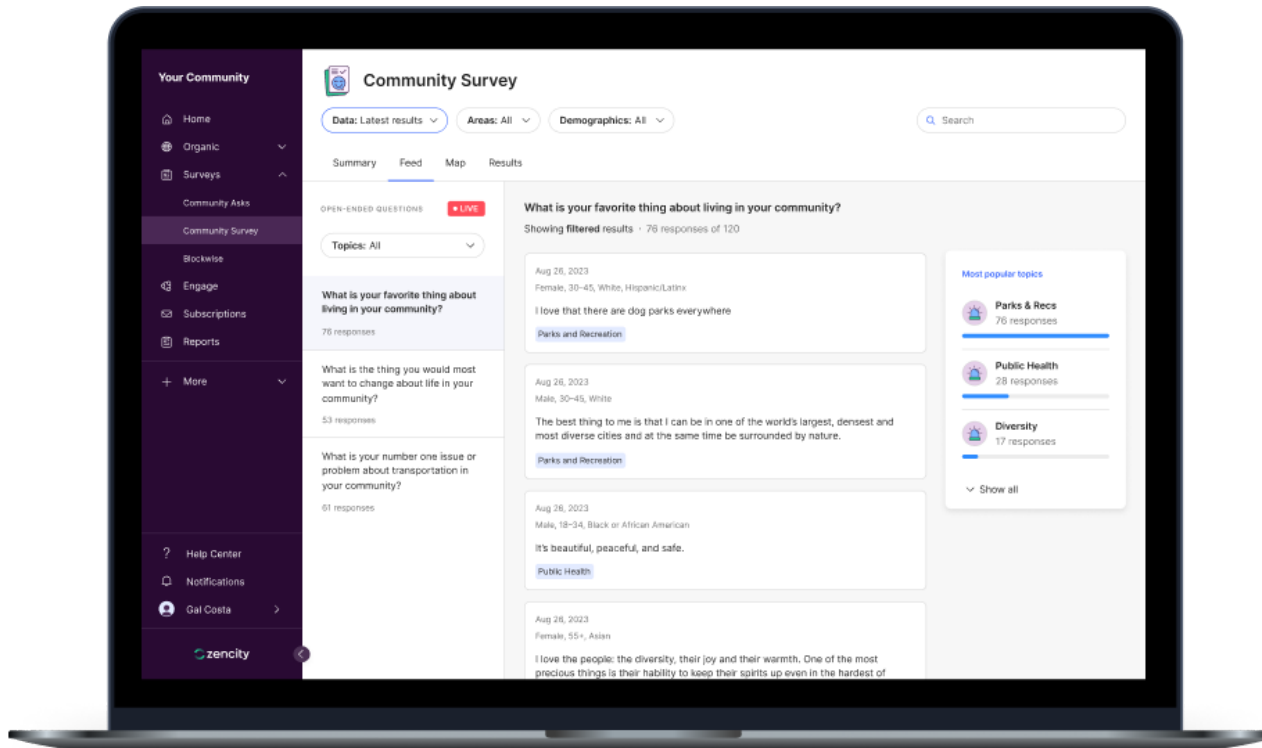 Your Community
Home
Organic
Surveys
Community Asks
Community Survey
Blockwise
Engage
Subscriptions
Reports
More
Help Center
Notifications
Gal Costa
zencity
Community Survey
Data: Latest results
Areas: All
Demographics: All
Search
Summary
Feed
Map
Results
OPEN-ENDED QUESTIONS
LIVE
Topics: All
What is your favorite thing about
living in your community?
76 responses
What is the thing you would most
want to change about life in your
community?
53 responses
What is your number one issue or
problem about transportation in
your community?
61 responses
What is your favorite thing about living in your community?
Showing filtered results · 76 responses of 120
Aug 26, 2023
Female, 30-45, White, Hispanic/Latinx
I love that there are dog parks everywhere
Parks and Recreation
Aug 26, 2023
Male, 30-45, White
The best thing to me is that I can be in one of the world's largest, densest and
most diverse cities and at the same time be surrounded by nature.
Parks and Recreation
Aug 26, 2023
Male, 18-34, Black or African American
It's beautiful, peaceful, and safe.
Public Health
Aug 26, 2023
Female, 55+, Asian
I love the people: the diversity, their joy and their warmth. One of the most
precious things is their hability to keep their spirits up even in the hardest of
Most popular topics
Parks & Recs
76 responses
Public Health
28 responses
Diversity
17 responses
Show all